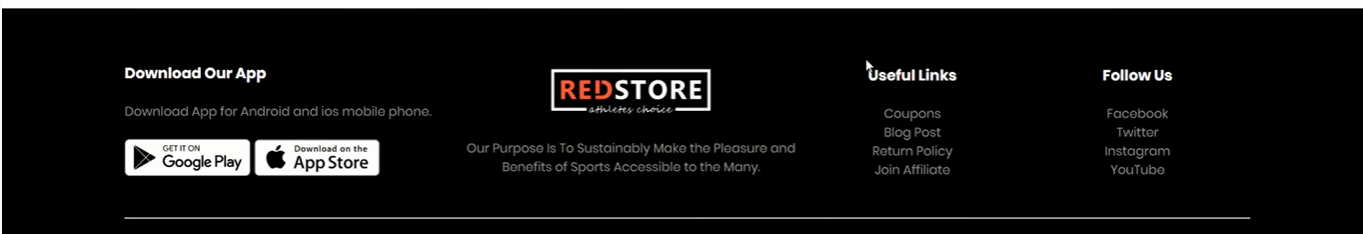 Download Our App
Download App for Android and ios mobile phone.
GET IT ON
Google Play
Download on the
App Store
REDSTORE
athletes choice
Our Purpose Is To Sustainably Make the Pleasure and
Benefits of Sports Accessible to the Many.
Useful Links
Coupons
Blog Post
Return Policy
Join Affiliate
Follow Us
Facebook
Twitter
Instagram
YouTube